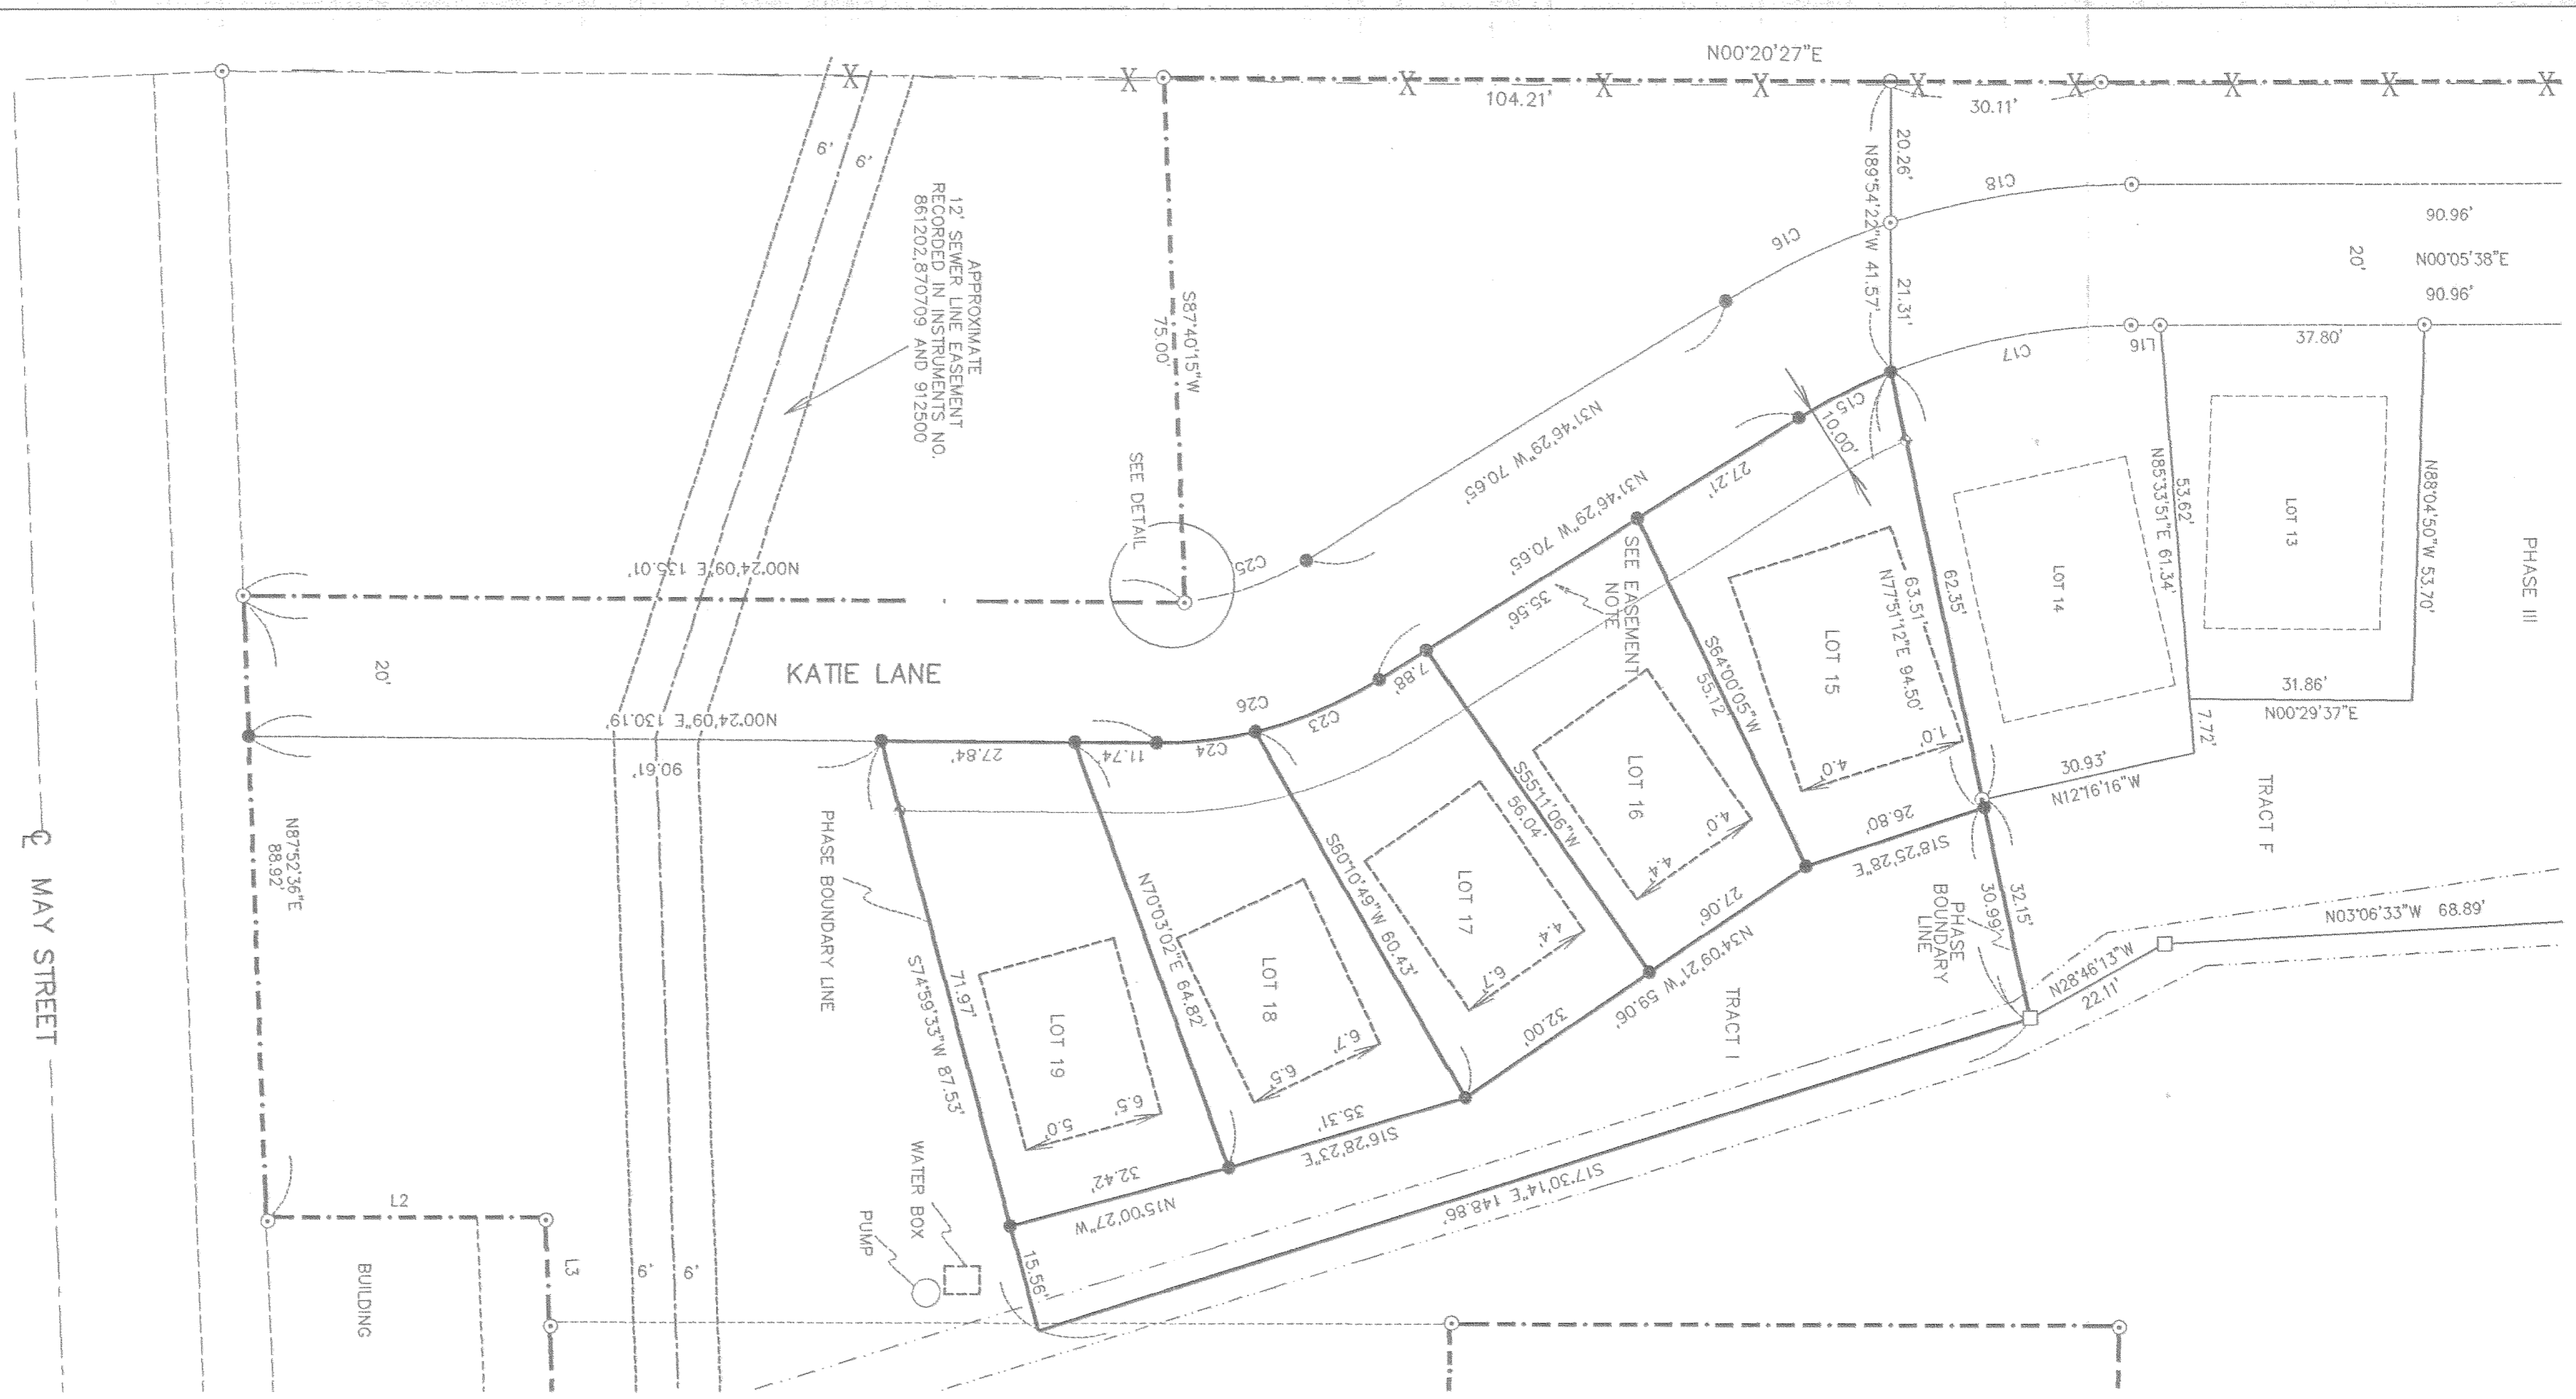 N00°20'27"E
104.21'
30.11'
20.26'
N89°54'22"W 41.57'
21.31'
C18
C16
90.96'
20'
N00°05'38"E
90.96'
C17
L16
37.80'
6'
6'
APPROXIMATE
12' SEWER LINE EASEMENT
RECORDED IN INSTRUMENTS NO.
861202,870709 AND 912500
S87°40'15"W
75.00'
SEE DETAIL
C25
N31°46'29"W 70.65'
N31°46'29"W 70.65'
C15
10.00'
27.21'
35.56'
7.88'
SEE EASEMENT
NOTE
N85°33'51"E 61.34'
53.62'
LOT 13
N88°04'50"W 53.70'
PHASE III
LOT 14
62.35'
63.51'
N77°51'12"E 94.50'
LOT 15
1.0'
4.0'
S64°00'05"W
55.12'
31.86'
N00°29'37"E
7.72'
30.93'
N12°16'16"W
TRACT F
N00°24'09"E 135.01'
KATIE LANE
20'
N00°24'09"E 130.19'
90.61'
27.84'
11.74'
C24
C26
C23
LOT 16
4.0'
4.4'
S55°11'06"W
56.04'
26.80'
S18°25'28"E
27.06'
N34°09'21"W 59.06'
32.00'
LOT 17
4.4'
6.7'
S60°10'49"W 60.43'
LOT 18
6.7'
6.5'
N70°03'02"E 64.82'
LOT 19
6.5'
5.0'
71.97'
S74°59'33"W 87.53'
PHASE BOUNDARY LINE
PHASE
BOUNDARY
LINE
32.15'
30.99'
N28°46'13"W
22.11'
N03°06'33"W 68.89'
TRACT I
35.31'
S16°28'23"E
32.42'
N15°00'27"W
S17°30'14"E 148.86'
15.56'
WATER BOX
PUMP
N87°52'36"E
88.92'
CL MAY STREET
L2
L3
BUILDING
6'
6'